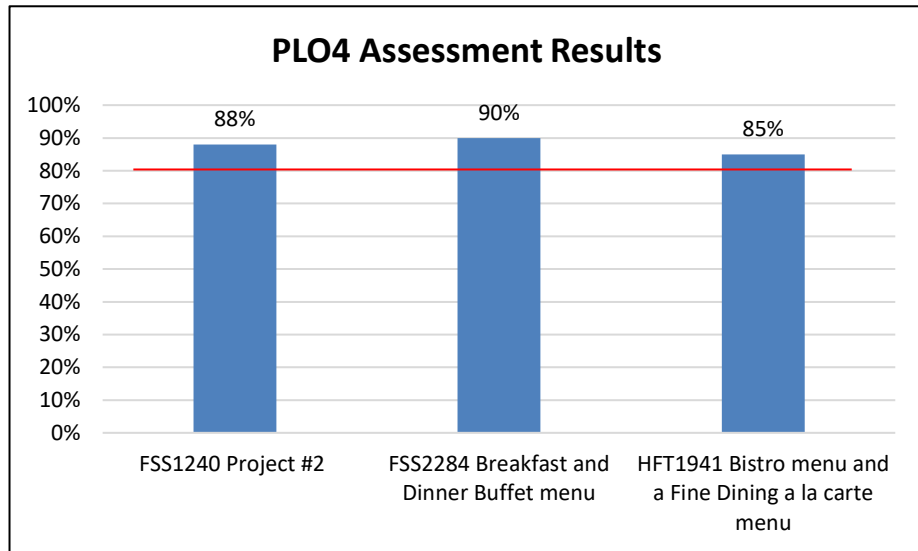 PLO4 Assessment Results
100%
90%
80%
70%
60%
50%
40%
30%
20%
10%
0%
88%
90%
85%
FSS1240 Project #2
FSS2284 Breakfast and
Dinner Buffet menu
HFT1941 Bistro menu and
a Fine Dining a la carte
menu